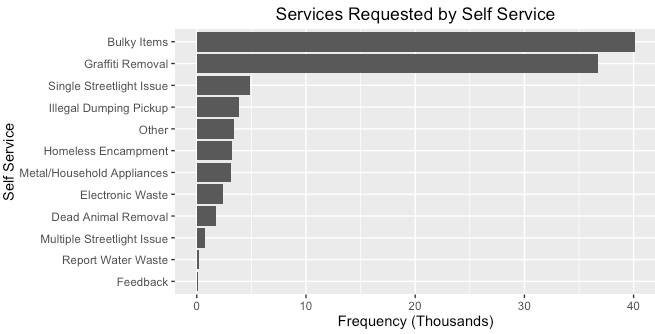 Services Requested by Self Service
Self Service
Bulky Items
Graffiti Removal
Single Streetlight Issue
Illegal Dumping Pickup
Other
Homeless Encampment
Metal/Household Appliances
Electronic Waste
Dead Animal Removal
Multiple Streetlight Issue
Report Water Waste
Feedback
0 10 20 30 40
Frequency (Thousands)